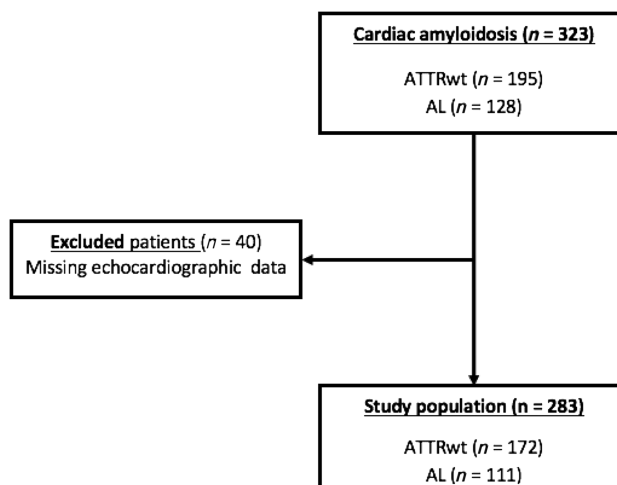 Cardiac amyloidosis (n = 323)
ATTRwt (n = 195)
AL (n = 128)
Excluded patients (n = 40)
Missing echocardiographic data
Study population (n = 283)
ATTRwt (n = 172)
AL (n = 111)